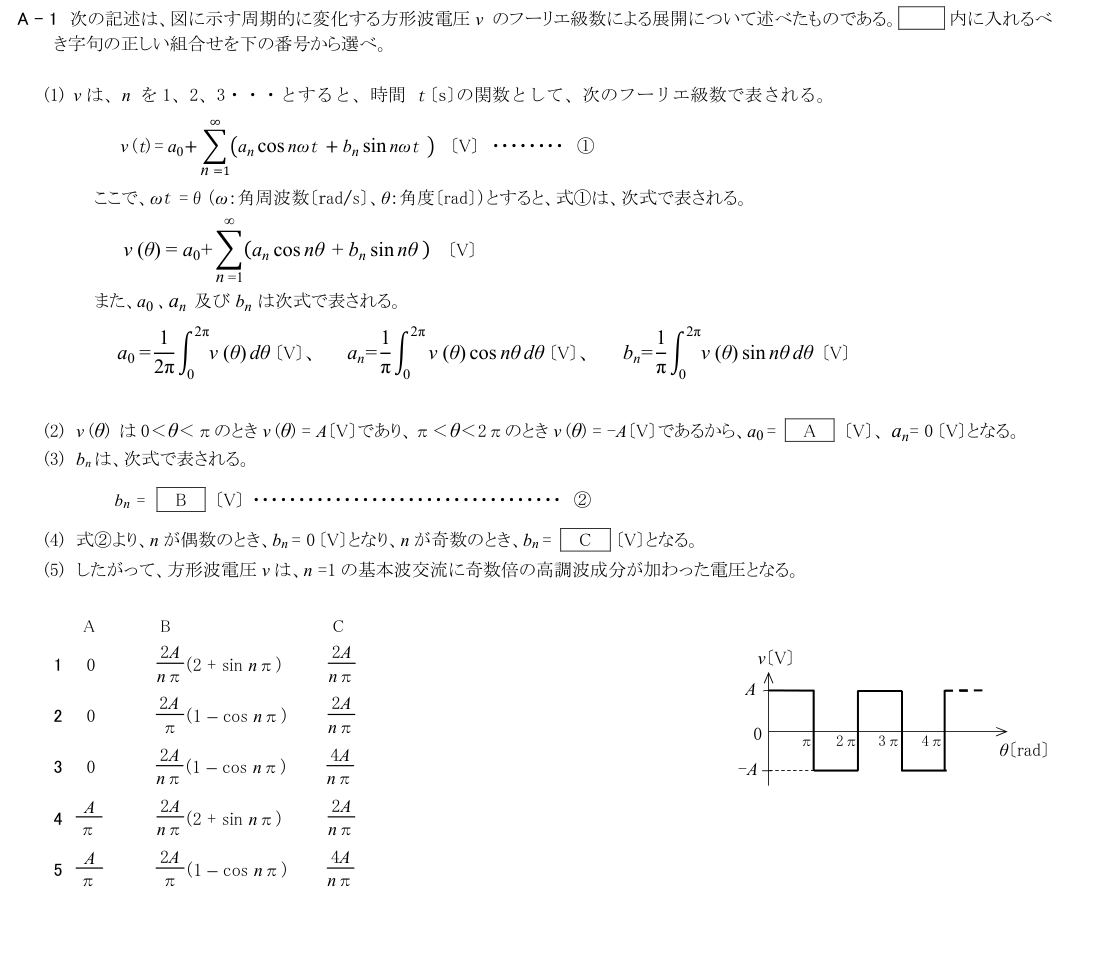 A－1 次の記述は、図に示す周期的に変化する方形波電圧 v のフーリエ級数による展開について述べたものである。□内に入れるべ
き字句の正しい組合せを下の番号から選べ。
(1) v は、 n を 1、 2、 3・・・とすると、時間 t〔s〕の関数として、次のフーリエ級数で表される。
v(t)= a₀+ ∑_{n=1}^{∞} (aₙ cos nωt + bₙ sin nωt ) 〔V〕 ········ ①
ここで、ωt = θ (ω：角周波数〔rad/s〕、θ：角度〔rad〕)とすると、式①は、次式で表される。
v (θ) = a₀+ ∑_{n=1}^{∞} (aₙ cos nθ + bₙ sin nθ ) 〔V〕
また、a₀ 、aₙ 及び bₙ は次式で表される。
a₀ = 1/2π ∫₀^{2π} v (θ) dθ〔V〕、 aₙ= 1/π ∫₀^{2π} v (θ) cos nθ dθ〔V〕、 bₙ= 1/π ∫₀^{2π} v (θ) sin nθ dθ 〔V〕
(2) v (θ) は 0＜θ＜ π のとき v (θ) = A〔V〕であり、 π ＜θ＜2 π のとき v (θ) = −A〔V〕であるから、a₀ = A 〔V〕、 aₙ= 0〔V〕となる。
(3) bₙ は、次式で表される。
bₙ = B 〔V〕 ·································· ②
(4) 式②より、n が偶数のとき、bₙ = 0〔V〕となり、n が奇数のとき、bₙ = C 〔V〕となる。
(5) したがって、方形波電圧 v は、n =1 の基本波交流に奇数倍の高調波成分が加わった電圧となる。
A B C
1 0 2A/nπ (2 + sin n π) 2A/nπ
2 0 2A/π (1 − cos n π) 2A/nπ
3 0 2A/nπ (1 − cos n π) 4A/nπ
4 A/π 2A/nπ (2 + sin n π) 2A/nπ
5 A/π 2A/π (1 − cos n π) 4A/nπ
v〔V〕
A
0
π 2π 3π 4π
θ〔rad〕
−A